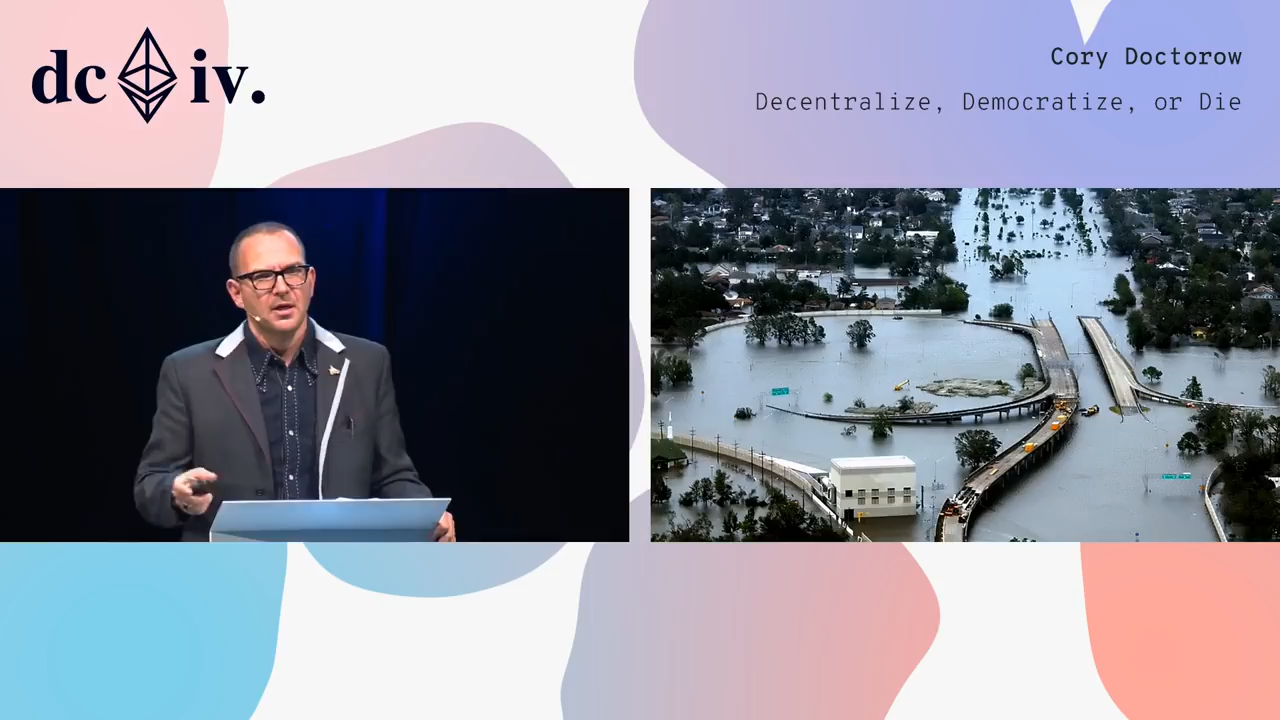 dc iv.
Cory Doctorow
Decentralize, Democratize, or Die